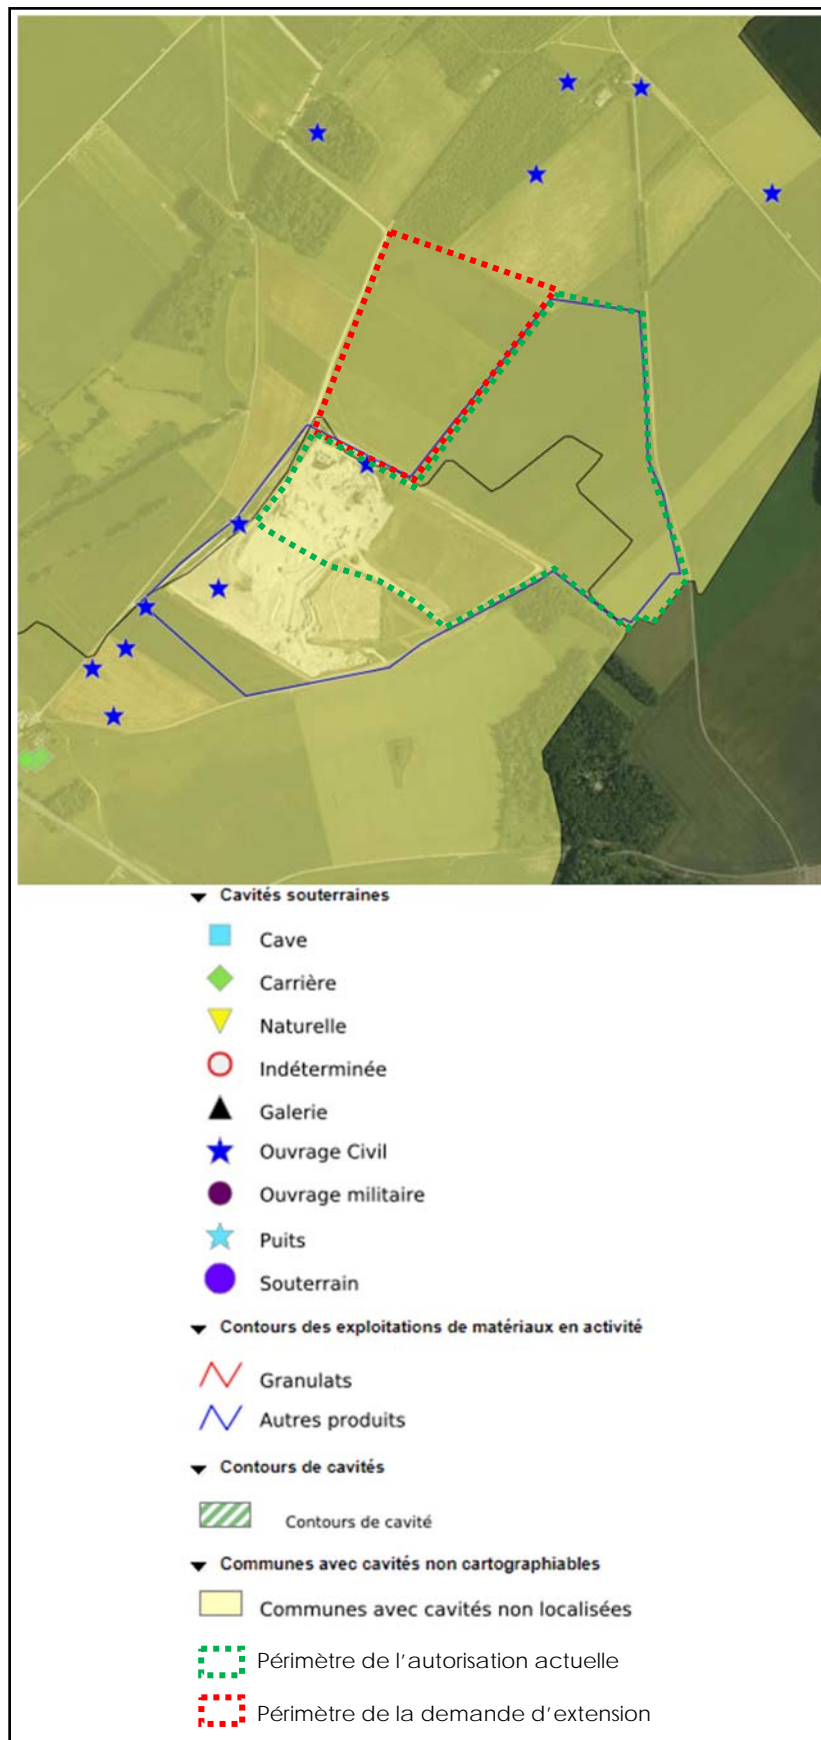 Cavités souterraines
Cave
Carrière
Naturelle
Indéterminée
Galerie
Ouvrage Civil
Ouvrage militaire
Puits
Souterrain
Contours des exploitations de matériaux en activité
Granulats
Autres produits
Contours de cavités
Contours de cavité
Communes avec cavités non cartographiables
Communes avec cavités non localisées
Périmètre de l'autorisation actuelle
Périmètre de la demande d'extension